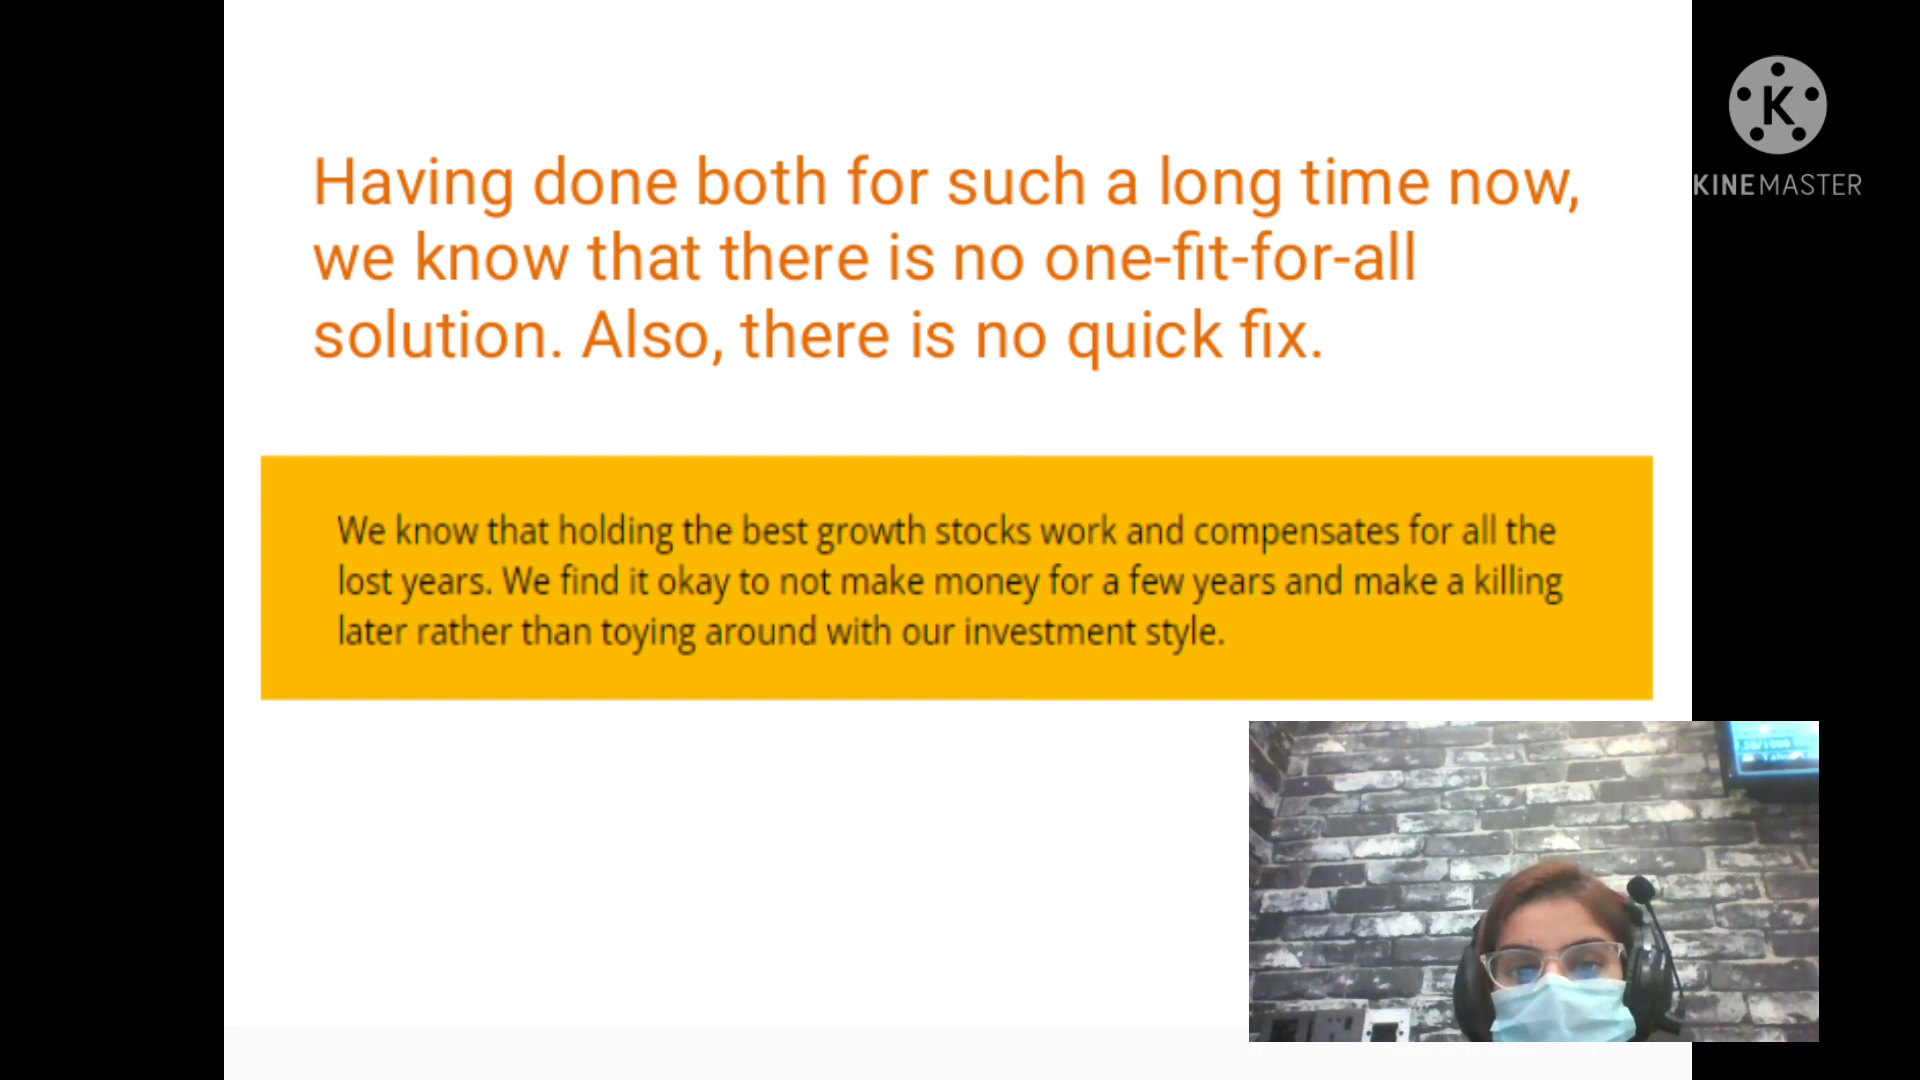 Having done both for such a long time now,
we know that there is no one-fit-for-all
solution. Also, there is no quick fix.
We know that holding the best growth stocks work and compensates for all the
lost years. We find it okay to not make money for a few years and make a killing
later rather than toying around with our investment style.
K
KINEMASTER